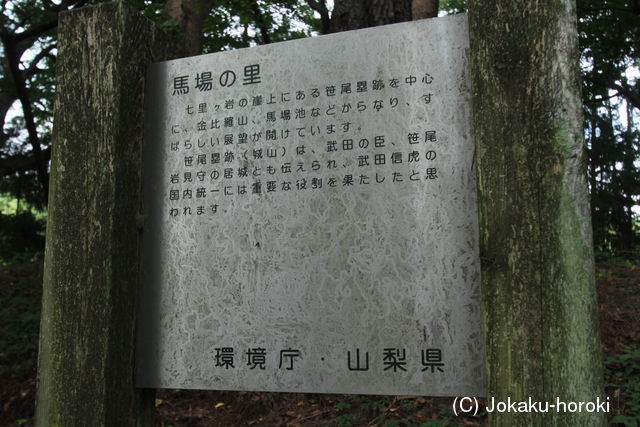 馬場の里
七里ヶ岩の崖上にある笹尾塁跡を中心
に、金比羅山、馬場池などからなり、す
ばらしい展望が開けています。
笹尾塁跡(城山)は、武田の臣、笹尾
岩見守の居城とも伝えられ、武田信虎の
国内統一には重要な役割を果たしたと思
われます。
環境庁・山梨県
(C) Jokaku-horoki